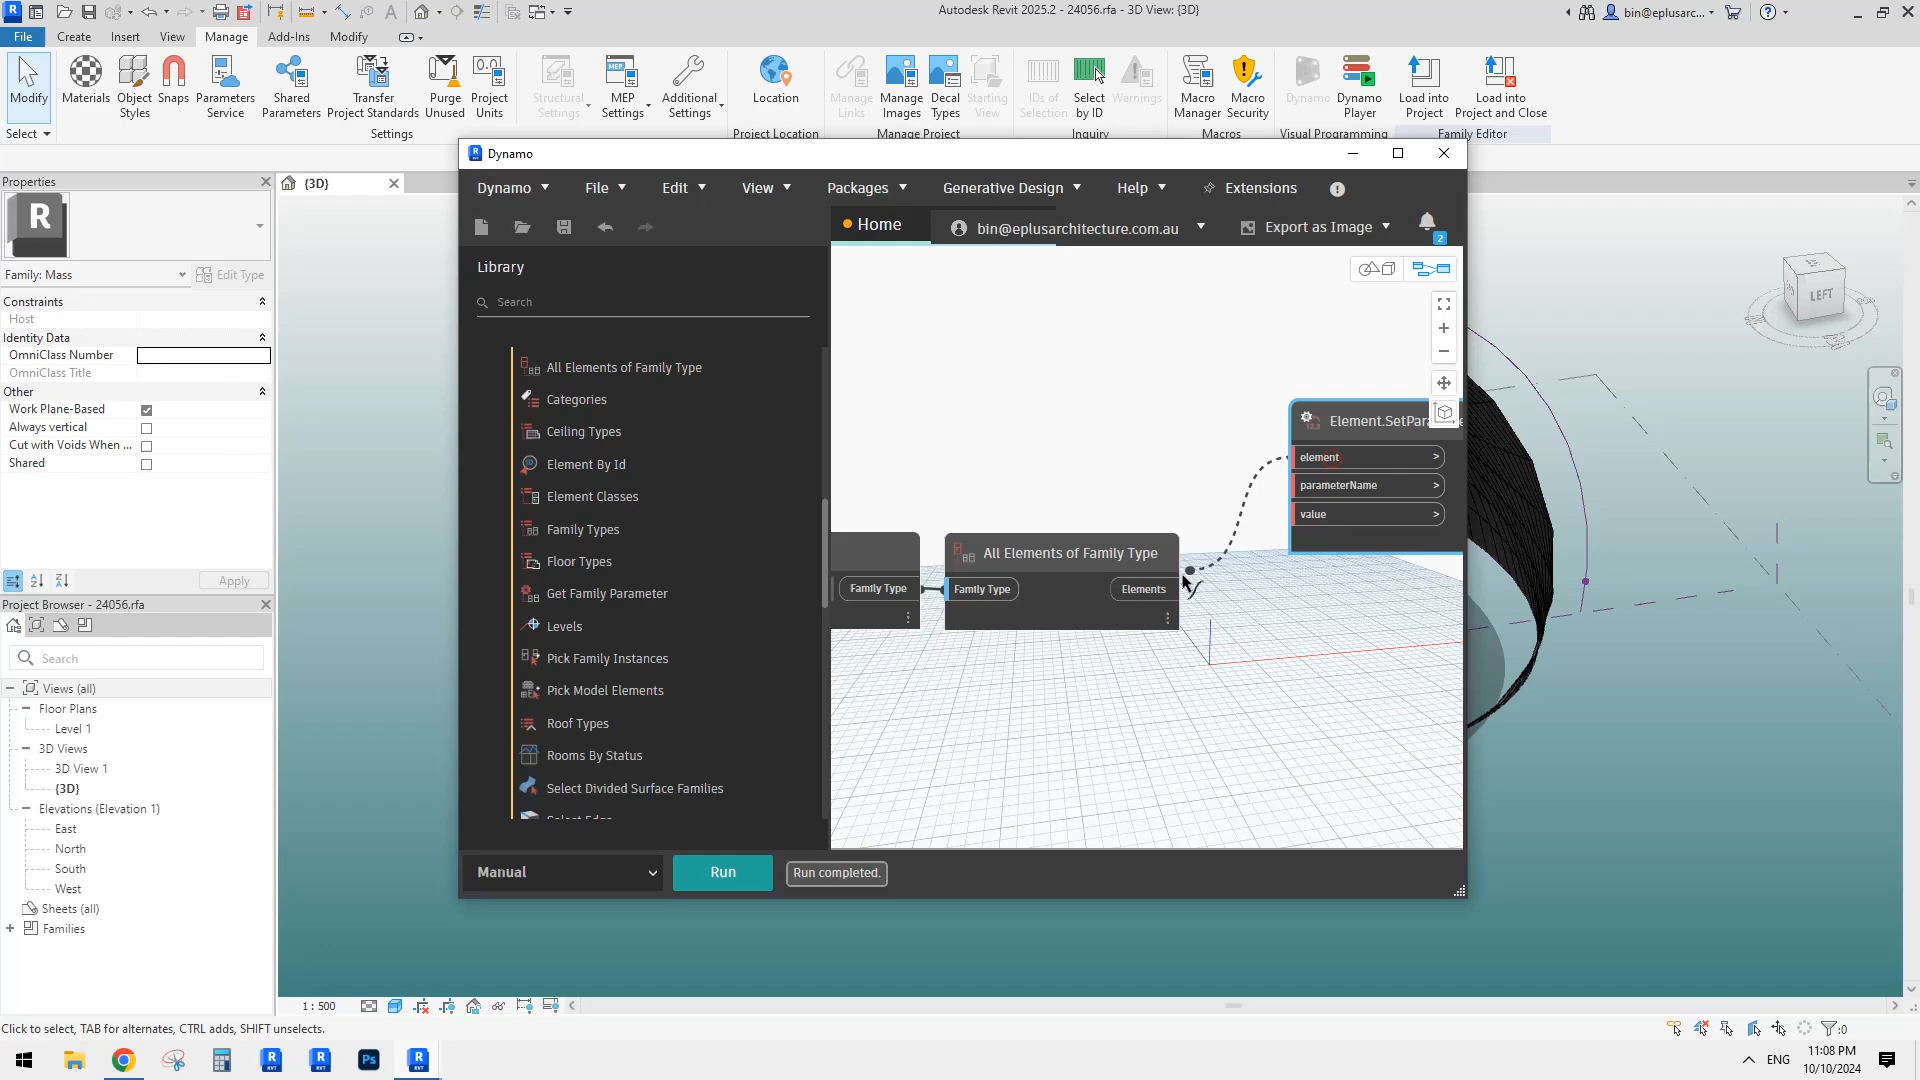 Autodesk Revit 2025.2 - 24056.rfa - 3D View: {3D}
bin@eplusarc...
File Create Insert View Manage Add-Ins Modify
Modify
Materials
Object Styles
Snaps
Parameters Service
Shared Parameters
Transfer Project Standards
Purge Unused
Project Units
Structural Settings
MEP Settings
Additional Settings
Location
Manage Links
Manage Images
Decal Types
Starting View
IDs of Selection
Select by ID
Warnings
Macro Manager
Macro Security
Dynamo
Dynamo Player
Load into Project
Load into Project and Close
Select
Settings
Project Location
Manage Project
Inquiry
Macros
Visual Programming
Family Editor
Properties
{3D}
R
Family: Mass
Edit Type
Constraints
Host
Identity Data
OmniClass Number
OmniClass Title
Other
Work Plane-Based
Always vertical
Cut with Voids When ...
Shared
Apply
Project Browser - 24056.rfa
Search
Views (all)
Floor Plans
Level 1
3D Views
3D View 1
{3D}
Elevations (Elevation 1)
East
North
South
West
Sheets (all)
Families
Dynamo
Dynamo File Edit View Packages Generative Design Help Extensions
Home
bin@eplusarchitecture.com.au
Export as Image
2
Library
Search
All Elements of Family Type
Categories
Ceiling Types
Element By Id
Element Classes
Family Types
Floor Types
Get Family Parameter
Levels
Pick Family Instances
Pick Model Elements
Roof Types
Rooms By Status
Select Divided Surface Families
Family Type
All Elements of Family Type
Family Type
Elements
Element.SetPara
element >
parameterName >
value >
Manual
Run
Run completed.
LEFT
1 : 500
Click to select, TAB for alternates, CTRL adds, SHIFT unselects.
:0
ENG
11:08 PM
10/10/2024